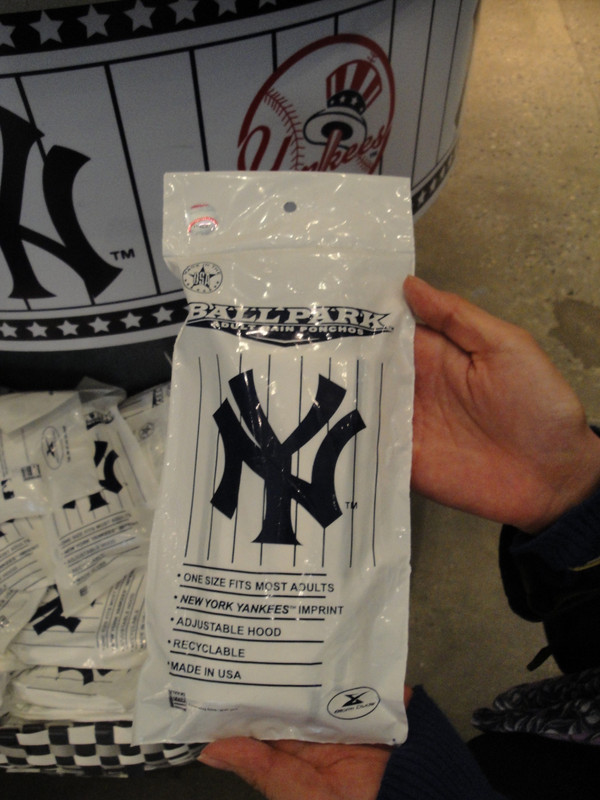 Yankees
NY TM
USA
BALLPARK
ADULT RAIN PONCHOS
NY TM
• ONE SIZE FITS MOST ADULTS
• NEW YORK YANKEES™ IMPRINT
• ADJUSTABLE HOOD
• RECYCLABLE
• MADE IN USA